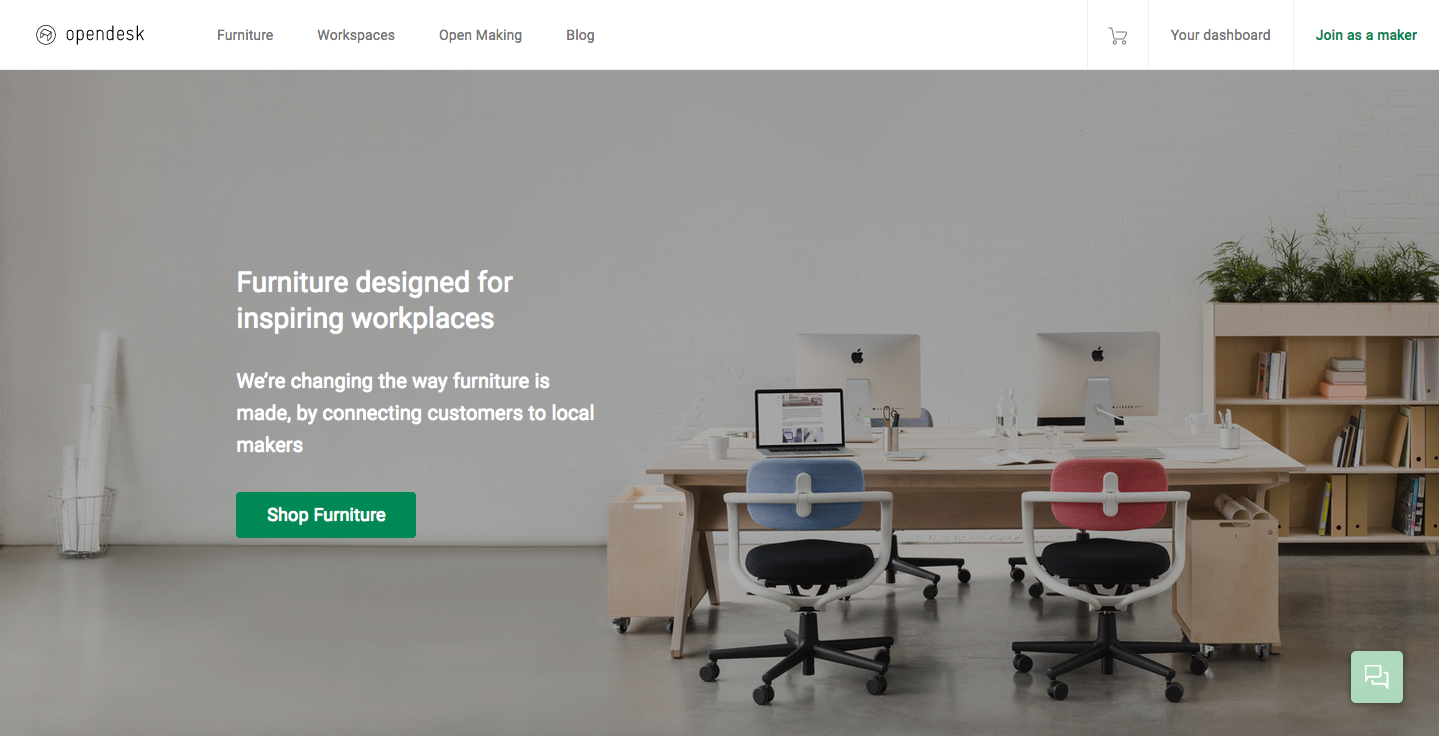 opendesk
Furniture
Workspaces
Open Making
Blog
Your dashboard
Join as a maker
Furniture designed for
inspiring workplaces
We’re changing the way furniture is
made, by connecting customers to local
makers
Shop Furniture